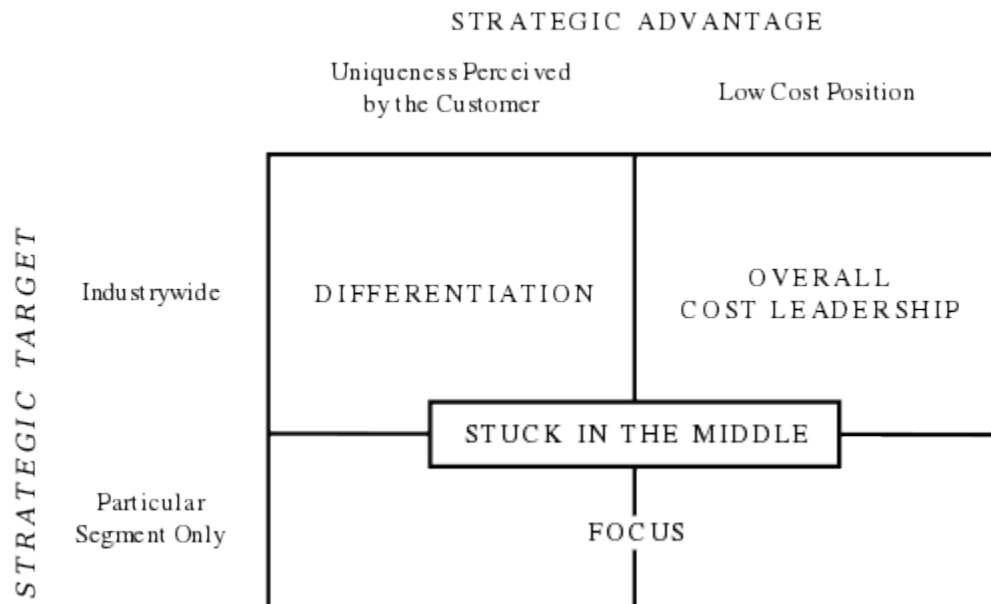 STRATEGIC ADVANTAGE
Uniqueness Perceived
by the Customer
Low Cost Position
STRATEGIC TARGET
Industrywide
DIFFERENTIATION
OVERALL
COST LEADERSHIP
STUCK IN THE MIDDLE
Particular
Segment Only
FOCUS